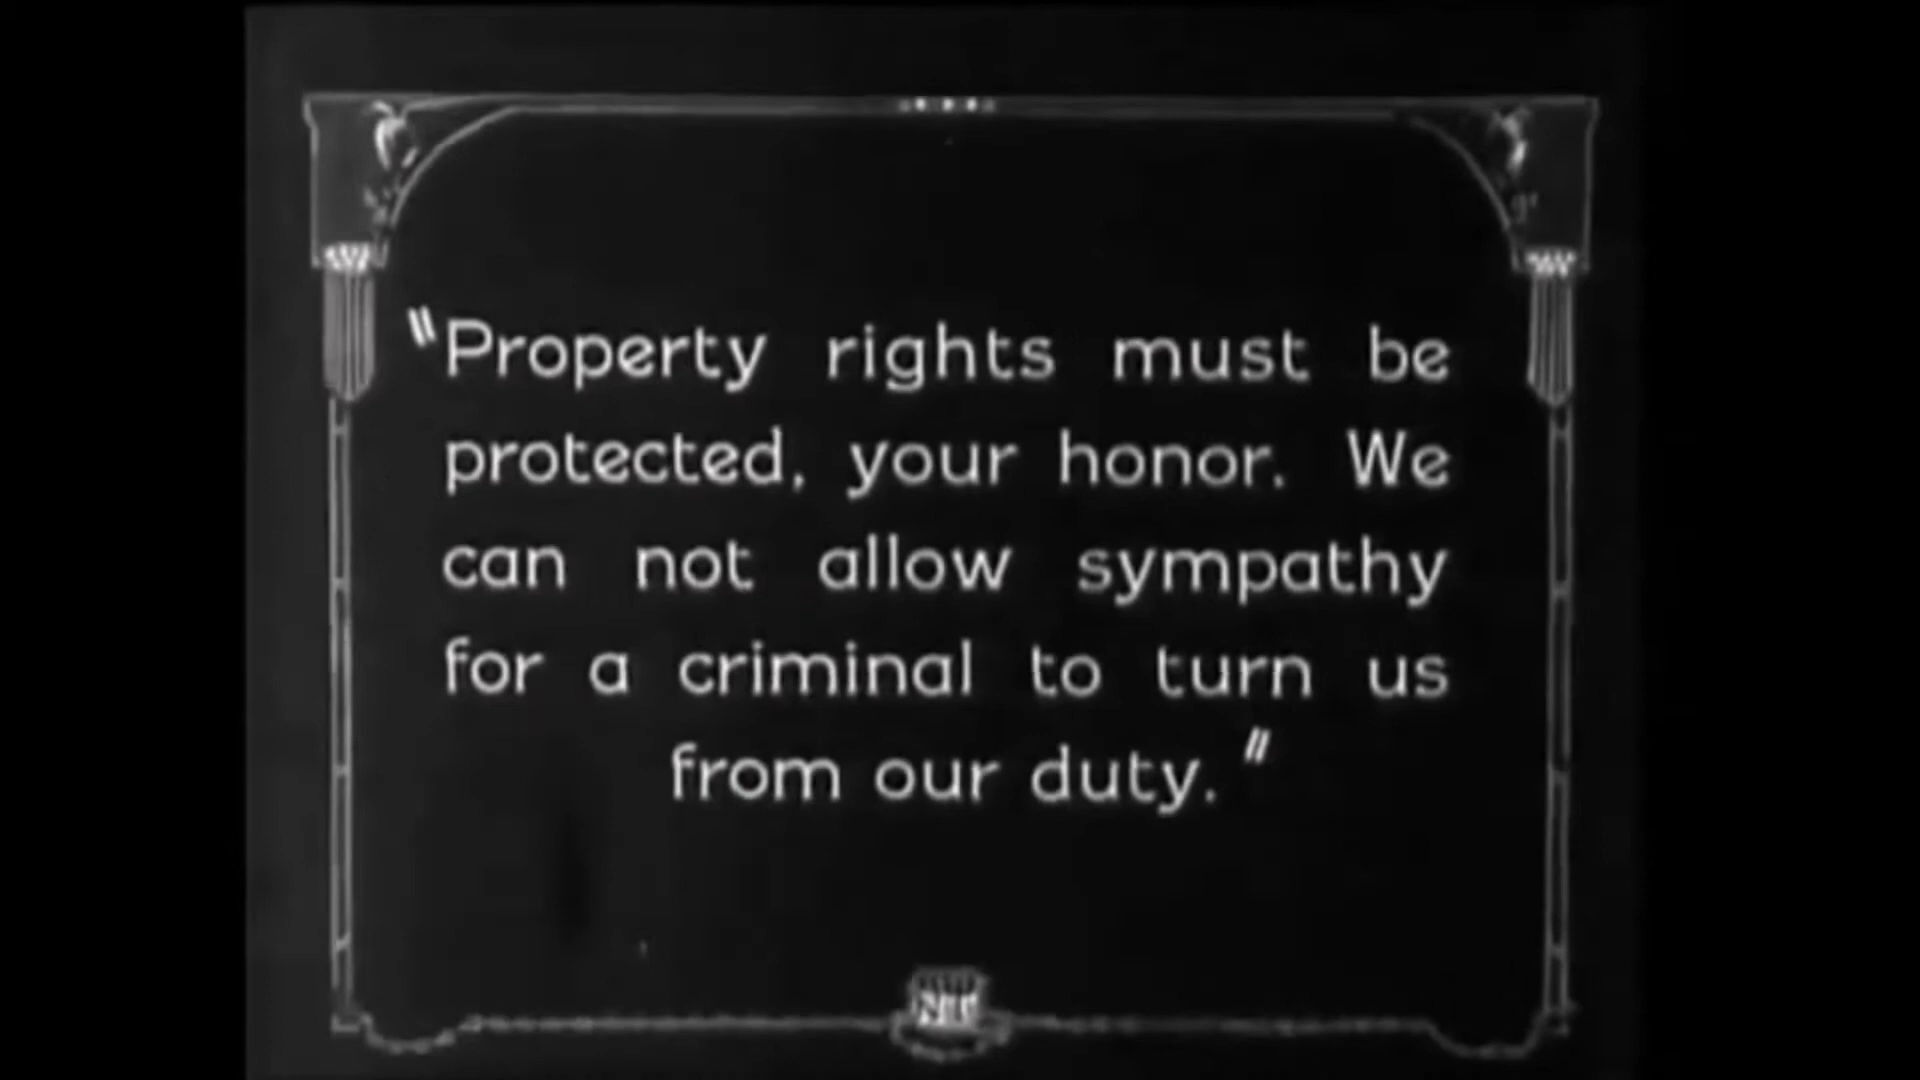 "Property rights must be
protected, your honor. We
can not allow sympathy
for a criminal to turn us
from our duty."